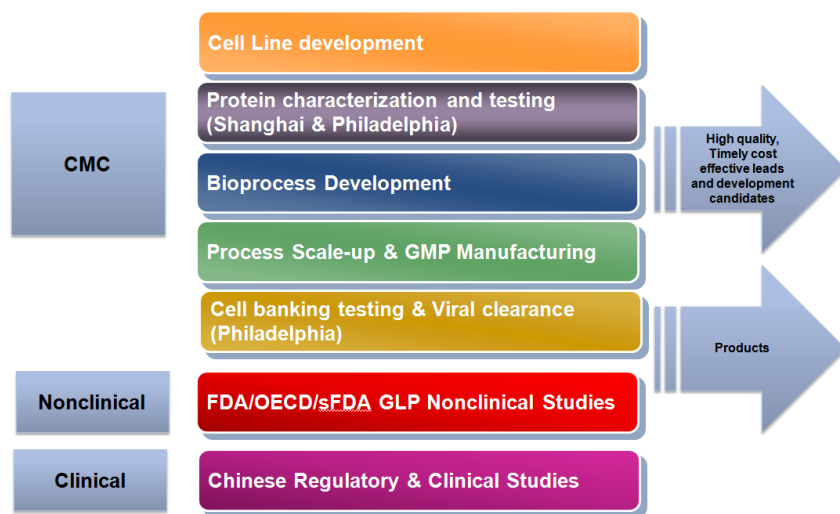 Cell Line development
CMC
Protein characterization and testing
(Shanghai & Philadelphia)
Bioprocess Development
Process Scale-up & GMP Manufacturing
Cell banking testing & Viral clearance
(Philadelphia)
High quality,
Timely cost
effective leads
and development
candidates
Products
Nonclinical
FDA/OECD/sFDA GLP Nonclinical Studies
Clinical
Chinese Regulatory & Clinical Studies